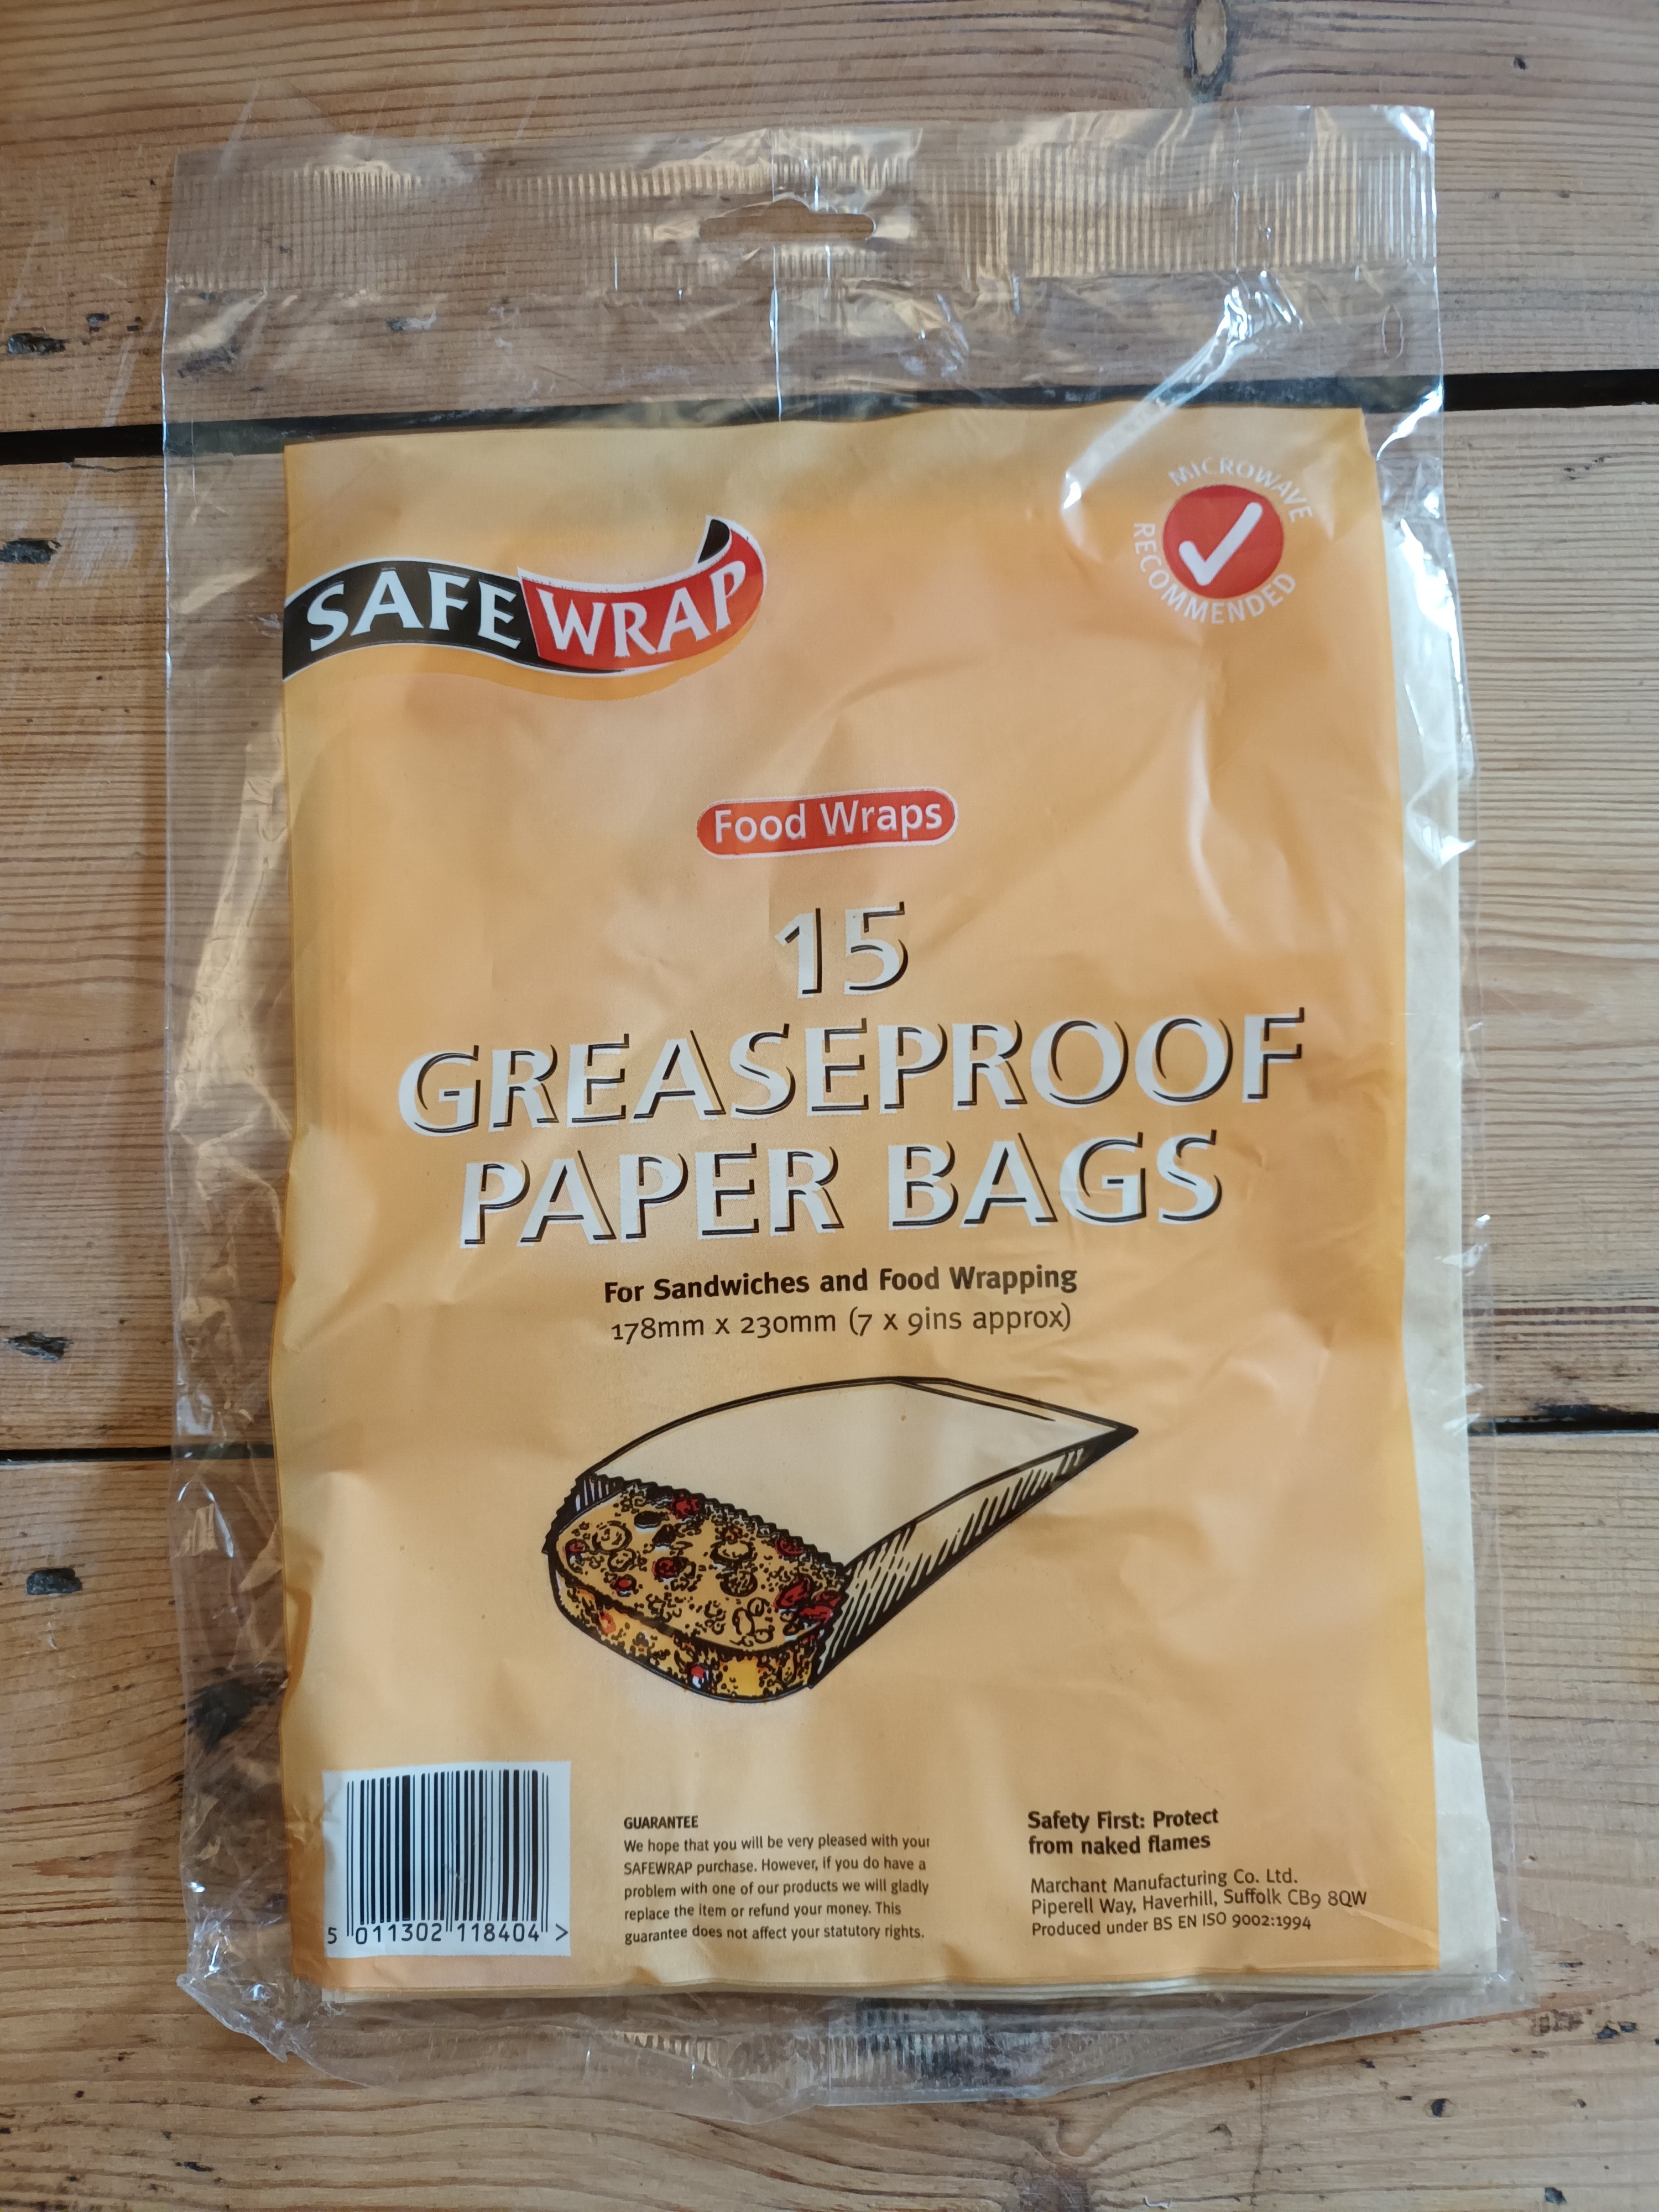 SAFEWRAP
MICROWAVE
RECOMMENDED
Food Wraps
15
GREASEPROOF
PAPER BAGS
For Sandwiches and Food Wrapping
178mm x 230mm (7 x 9ins approx)
5 011302 118404 >
GUARANTEE
We hope that you will be very pleased with your
SAFEWRAP purchase. However, if you do have a
problem with one of our products we will gladly
replace the item or refund your money. This
guarantee does not affect your statutory rights.
Safety First: Protect
from naked flames
Marchant Manufacturing Co. Ltd.
Piperell Way, Haverhill, Suffolk CB9 8QW
Produced under BS EN ISO 9002:1994